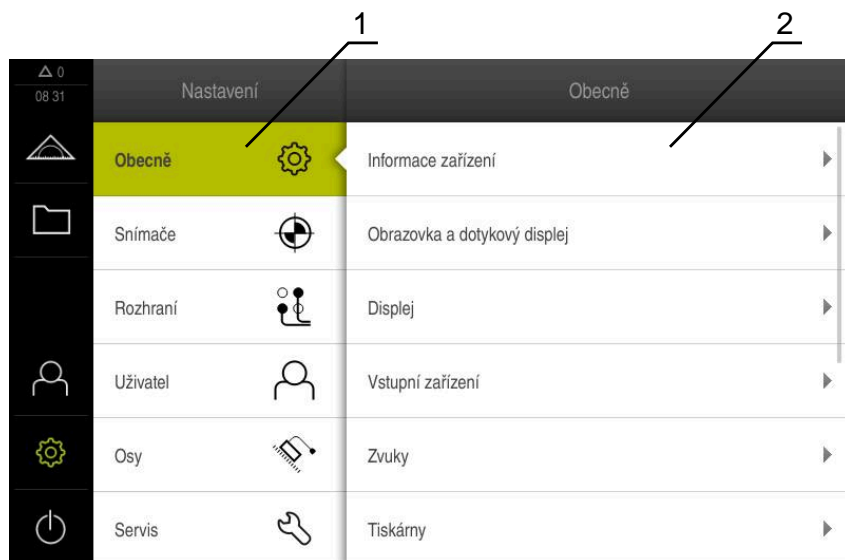 1
2
0
08 31
Nastavení
Obecně
Obecně
Snímače
Rozhraní
Uživatel
Osy
Servis
Informace zařízení
Obrazovka a dotykový displej
Displej
Vstupní zařízení
Zvuky
Tiskárny